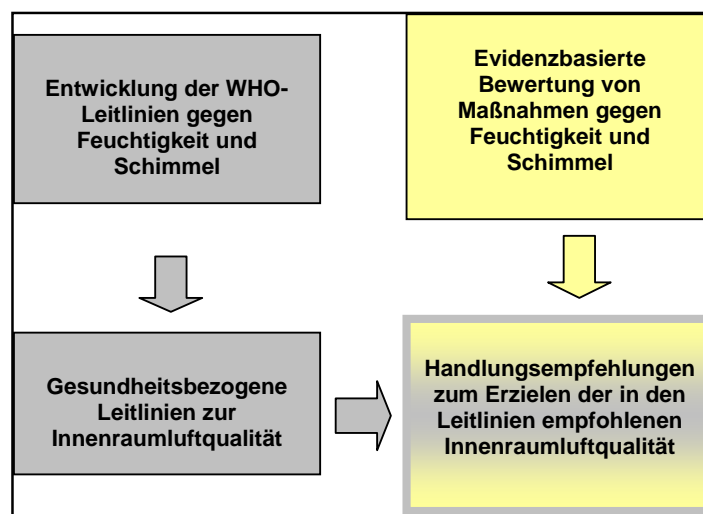 Entwicklung der WHO-
Leitlinien gegen
Feuchtigkeit und
Schimmel
Evidenzbasierte
Bewertung von
Maßnahmen gegen
Feuchtigkeit und
Schimmel
Gesundheitsbezogene
Leitlinien zur
Innenraumluftqualität
Handlungsempfehlungen
zum Erzielen der in den
Leitlinien empfohlenen
Innenraumluftqualität